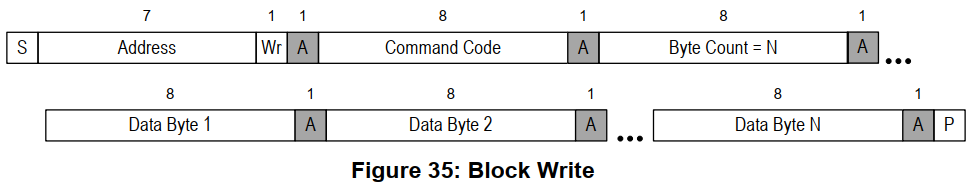 7 1 1 8 1 8 1
S Address Wr A Command Code A Byte Count = N A ...
8 1 8 1 8 1
Data Byte 1 A Data Byte 2 A ... Data Byte N A P
Figure 35: Block Write